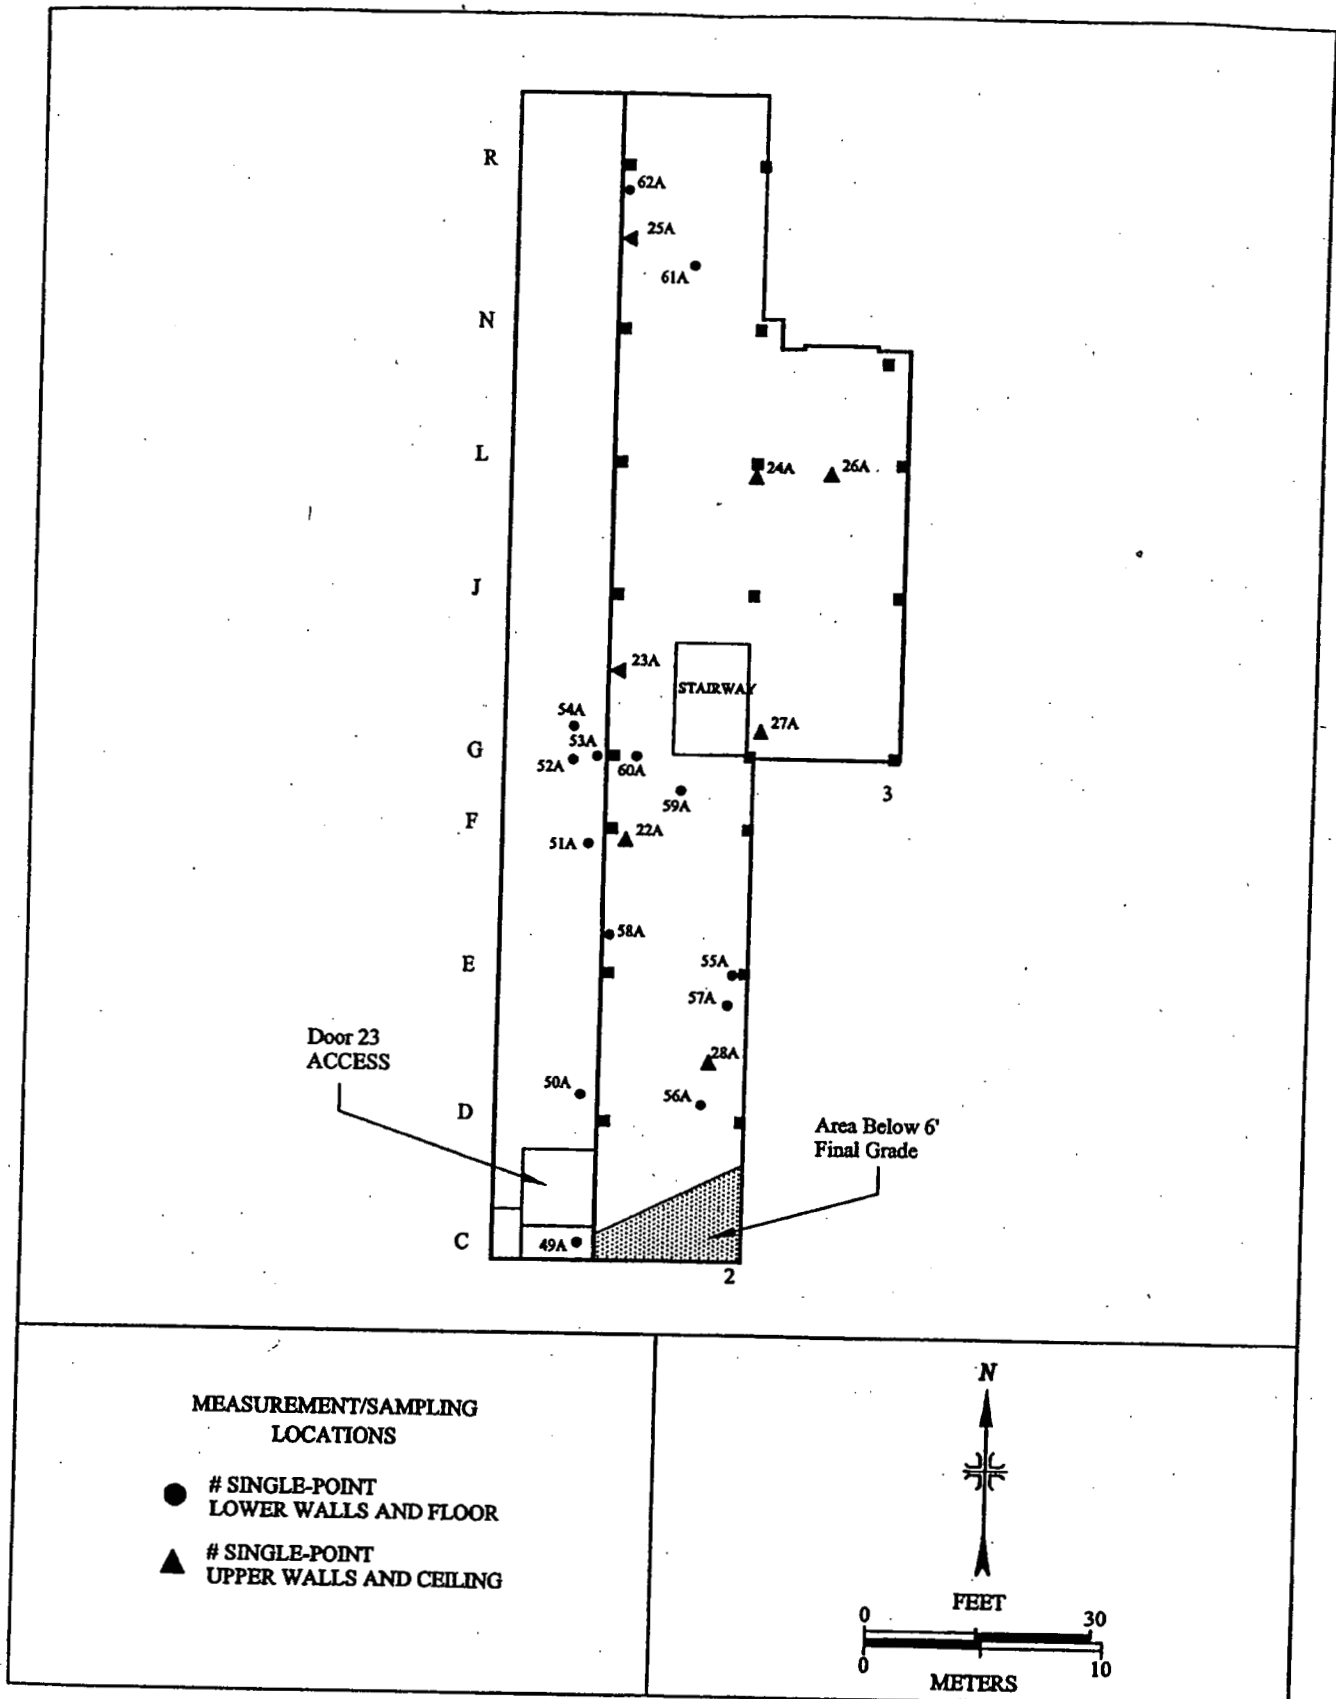 R
62A
25A
61A
N
L
24A
26A
J
23A
STAIRWAY
54A
27A
G
53A
52A
60A
3
59A
F
22A
51A
58A
E
55A
57A
Door 23
ACCESS
28A
50A
56A
D
Area Below 6'
Final Grade
C
49A
2
MEASUREMENT/SAMPLING
LOCATIONS
# SINGLE-POINT
LOWER WALLS AND FLOOR
# SINGLE-POINT
UPPER WALLS AND CEILING
N
FEET
0 30
0 10
METERS